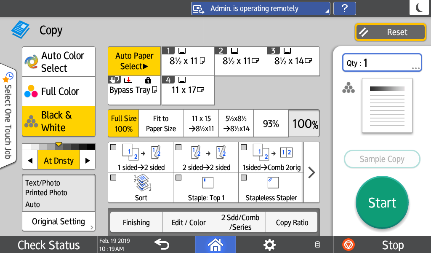 Admin. is operating remotely
?
Copy
Reset
Auto Color
Select
Full Color
Black &
White
At Dnsty
Text/Photo
Printed Photo
Auto
Original Setting
Auto Paper
Select►
1
8½ x 11
2
8½ x 11
3
8½ x 14
Bypass Tray
4
11 x 17
Full Size
100%
Fit to
Paper Size
11 x 15
→8½x11
5½x8½
→8½x14
93%
100%
1 sided→2 sided
2 sided→2 sided
1sided→Comb 2orig
Sort
Staple: Top 1
Stapleless Stapler
Finishing
Edit / Color
2 Sdd/Comb
/Series
Copy Ratio
Qty : 1
Sample Copy
Start
Select One Touch Job
Check Status
Feb. 19 2019
10:19AM
Stop